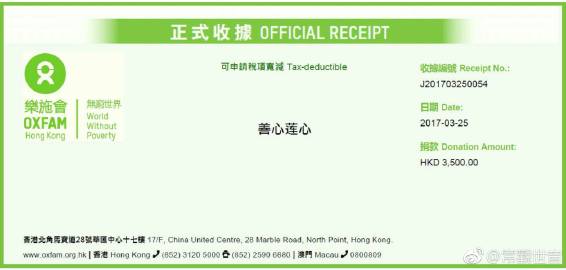 正式收據 OFFICIAL RECEIPT
樂施會
OXFAM
Hong Kong
無窮世界
World
Without
Poverty
可申請稅項寬減 Tax-deductible
善心莲心
收據編號 Receipt No.:
J201703250054
日期 Date:
2017-03-25
捐款 Donation Amount:
HKD 3,500.00
香港北角馬寶道28號華匯中心十七樓 17/F, China United Centre, 28 Marble Road, North Point, Hong Kong.
www.oxfam.org.hk | 香港 Hong Kong (852) 3120 5000 (852) 2590 6880 | 澳門 Macau 0800809